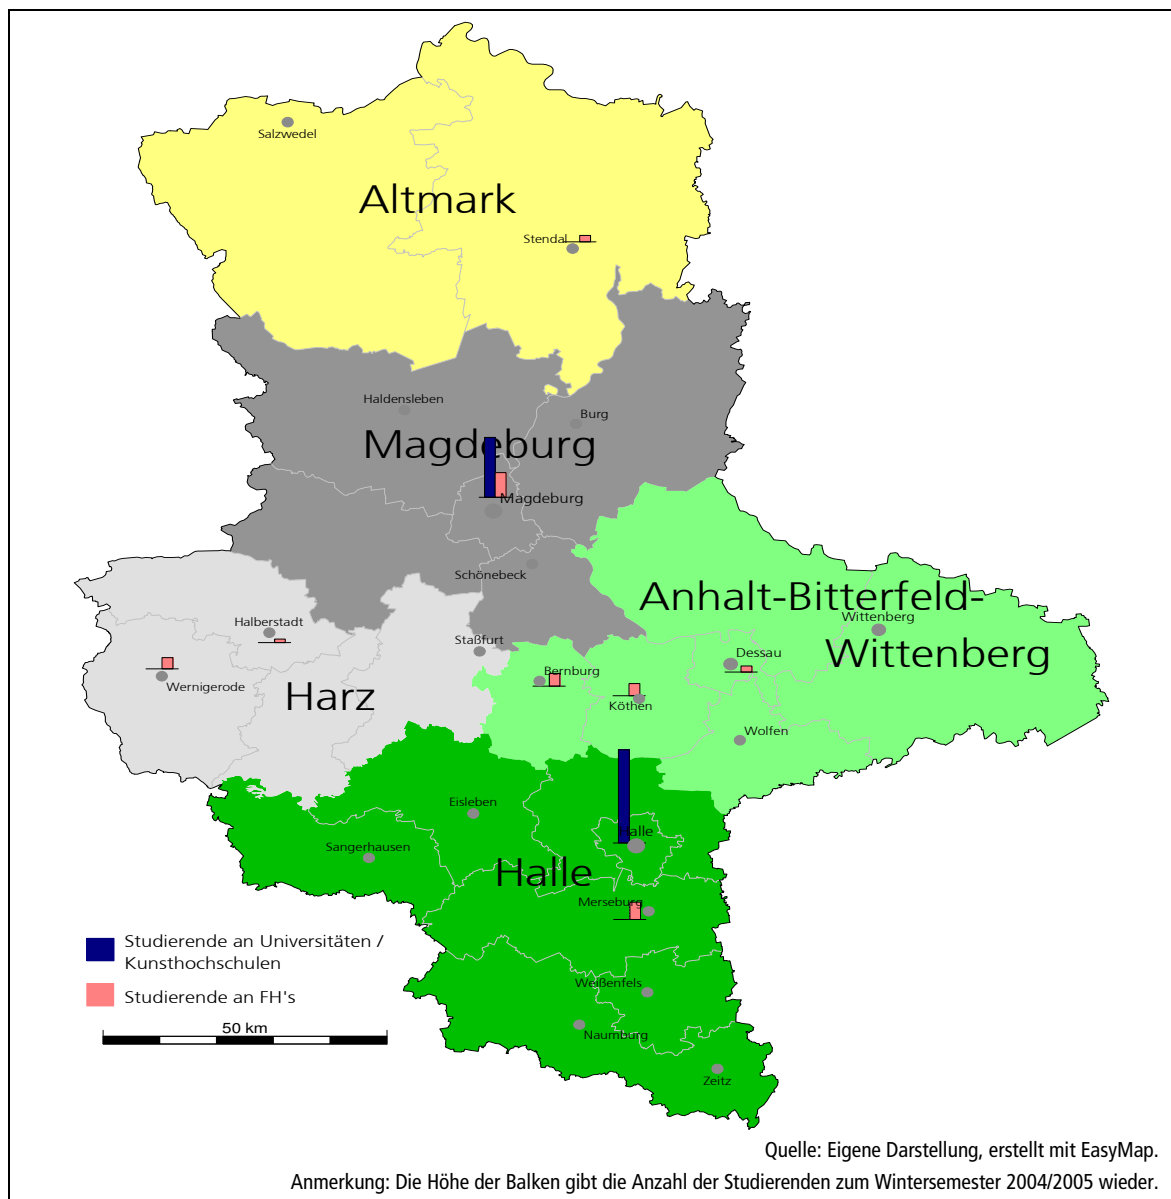 Salzwedel
Altmark
Stendal
Haldensleben
Burg
Magdeburg
Magdeburg
Schönebeck
Anhalt-Bitterfeld-
Wittenberg
Wittenberg
Halberstadt
Staßfurt
Dessau
Bernburg
Wernigerode
Harz
Köthen
Wolfen
Eisleben
Halle
Sangerhausen
Halle
Merseburg
Studierende an Universitäten /
Kunsthochschulen
Studierende an FH's
Weißenfels
50 km
Naumburg
Zeitz
Quelle: Eigene Darstellung, erstellt mit EasyMap.
Anmerkung: Die Höhe der Balken gibt die Anzahl der Studierenden zum Wintersemester 2004/2005 wieder.